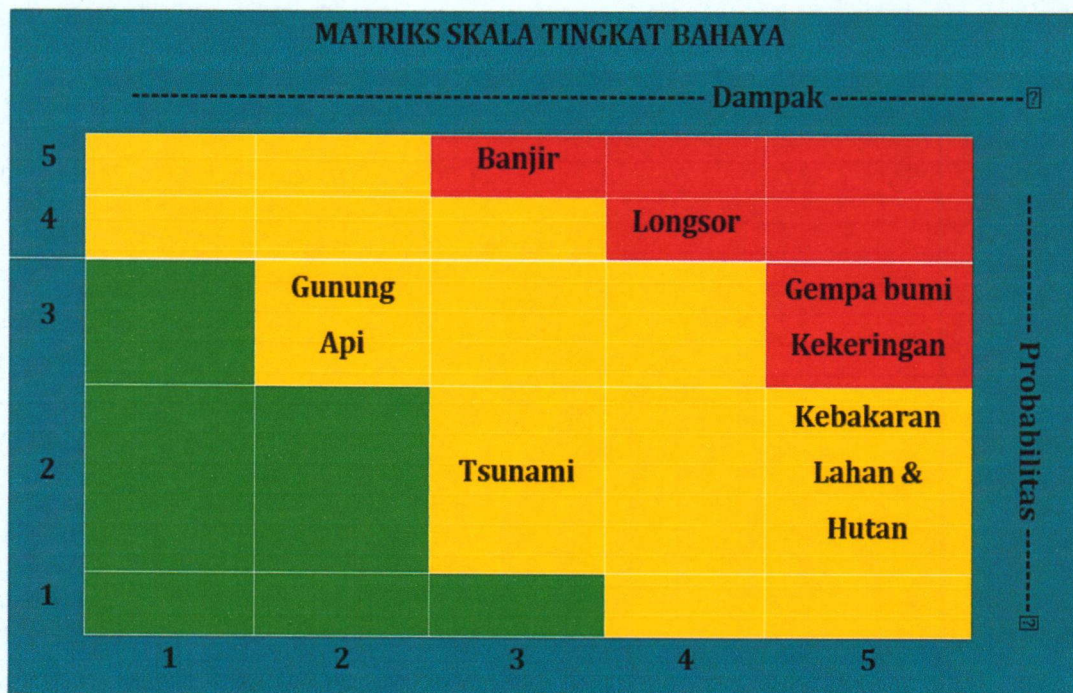 MATRIKS SKALA TINGKAT BAHAYA
Dampak
5
Banjir
4
Longsor
3
Gunung
Api
Gempa bumi
Kekeringan
Probabilitas
2
Tsunami
Kebakaran
Lahan &
Hutan
1
1
2
3
4
5